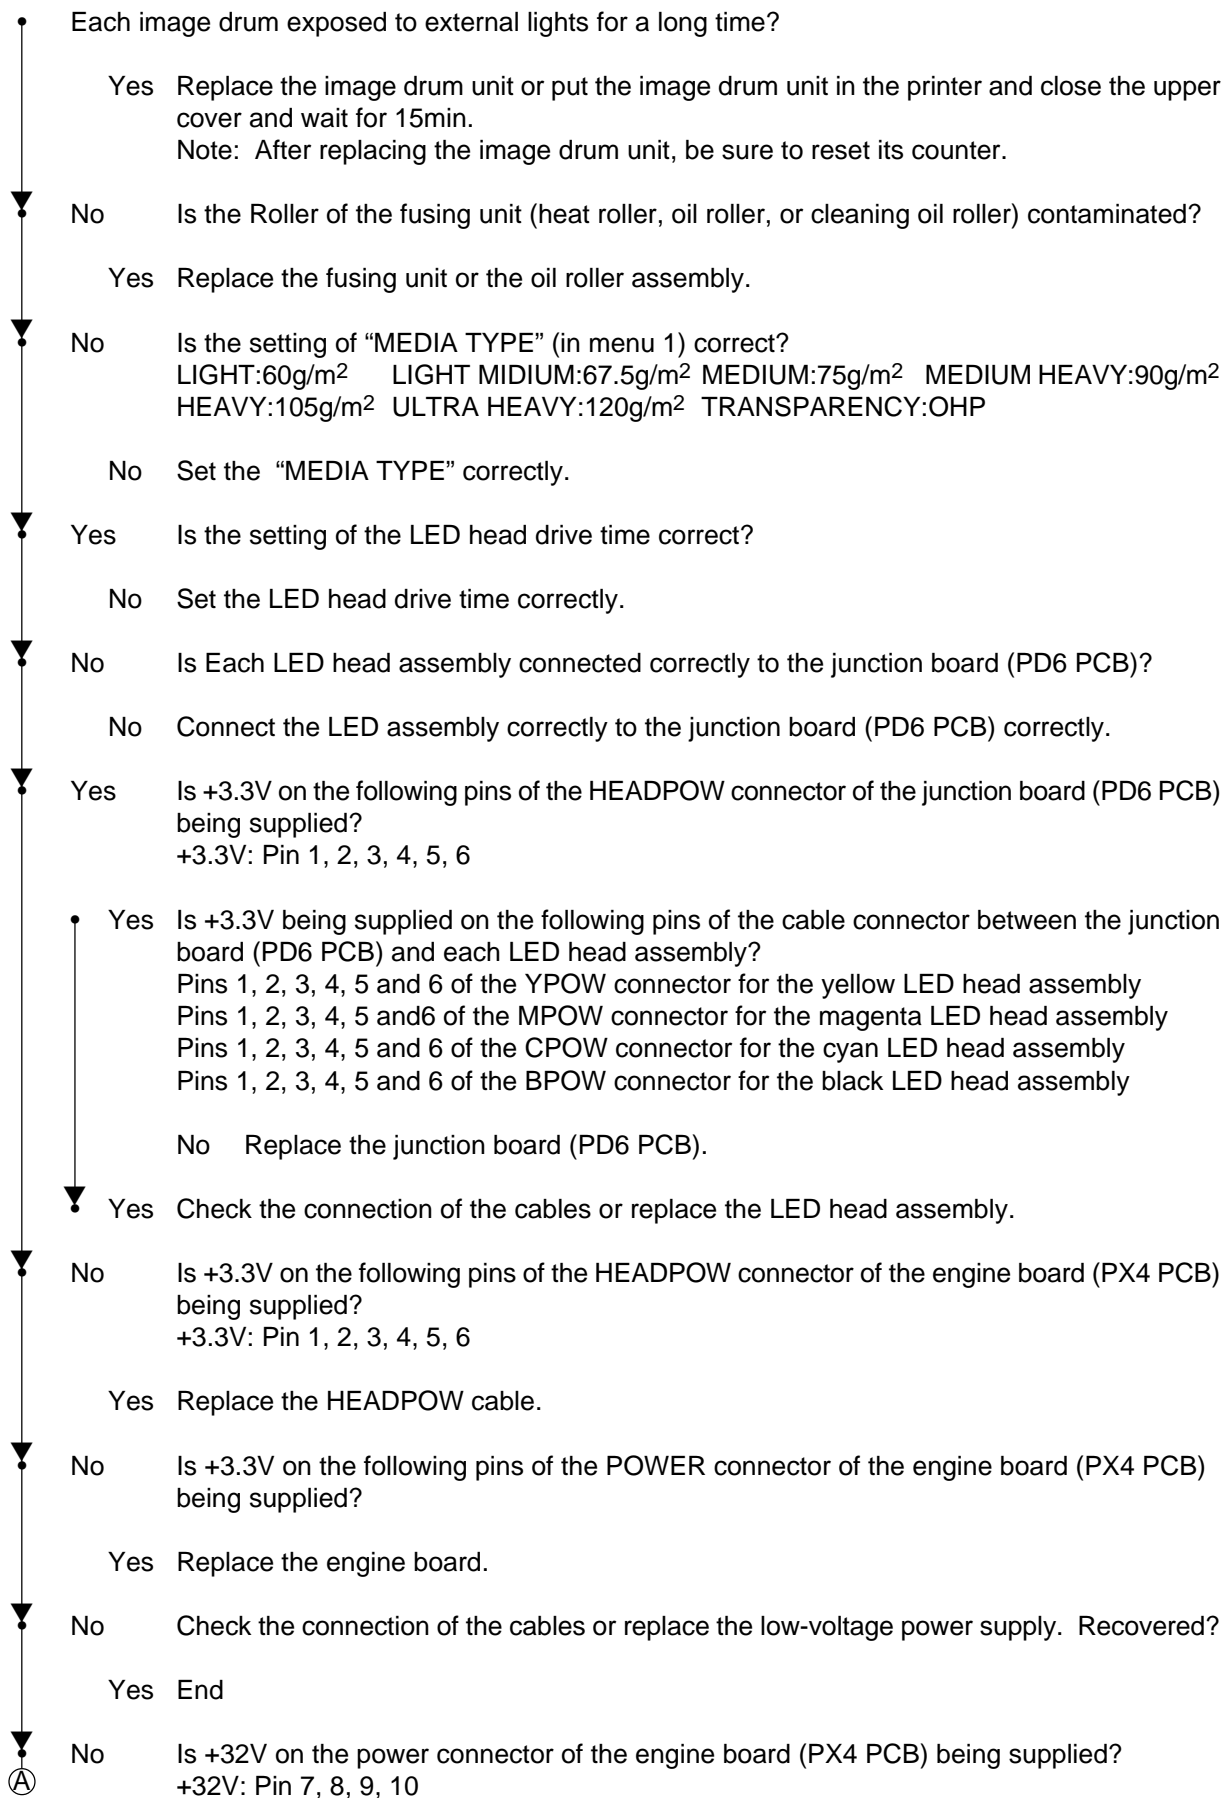 Each image drum exposed to external lights for a long time?
Yes Replace the image drum unit or put the image drum unit in the printer and close the upper
cover and wait for 15min.
Note: After replacing the image drum unit, be sure to reset its counter.
No Is the Roller of the fusing unit (heat roller, oil roller, or cleaning oil roller) contaminated?
Yes Replace the fusing unit or the oil roller assembly.
No Is the setting of “MEDIA TYPE” (in menu 1) correct?
LIGHT:60g/m2 LIGHT MIDIUM:67.5g/m2 MEDIUM:75g/m2 MEDIUM HEAVY:90g/m2
HEAVY:105g/m2 ULTRA HEAVY:120g/m2 TRANSPARENCY:OHP
No Set the “MEDIA TYPE” correctly.
Yes Is the setting of the LED head drive time correct?
No Set the LED head drive time correctly.
No Is Each LED head assembly connected correctly to the junction board (PD6 PCB)?
No Connect the LED assembly correctly to the junction board (PD6 PCB) correctly.
Yes Is +3.3V on the following pins of the HEADPOW connector of the junction board (PD6 PCB)
being supplied?
+3.3V: Pin 1, 2, 3, 4, 5, 6
Yes Is +3.3V being supplied on the following pins of the cable connector between the junction
board (PD6 PCB) and each LED head assembly?
Pins 1, 2, 3, 4, 5 and 6 of the YPOW connector for the yellow LED head assembly
Pins 1, 2, 3, 4, 5 and6 of the MPOW connector for the magenta LED head assembly
Pins 1, 2, 3, 4, 5 and 6 of the CPOW connector for the cyan LED head assembly
Pins 1, 2, 3, 4, 5 and 6 of the BPOW connector for the black LED head assembly
No Replace the junction board (PD6 PCB).
Yes Check the connection of the cables or replace the LED head assembly.
No Is +3.3V on the following pins of the HEADPOW connector of the engine board (PX4 PCB)
being supplied?
+3.3V: Pin 1, 2, 3, 4, 5, 6
Yes Replace the HEADPOW cable.
No Is +3.3V on the following pins of the POWER connector of the engine board (PX4 PCB)
being supplied?
Yes Replace the engine board.
No Check the connection of the cables or replace the low-voltage power supply. Recovered?
Yes End
No Is +32V on the power connector of the engine board (PX4 PCB) being supplied?
A +32V: Pin 7, 8, 9, 10